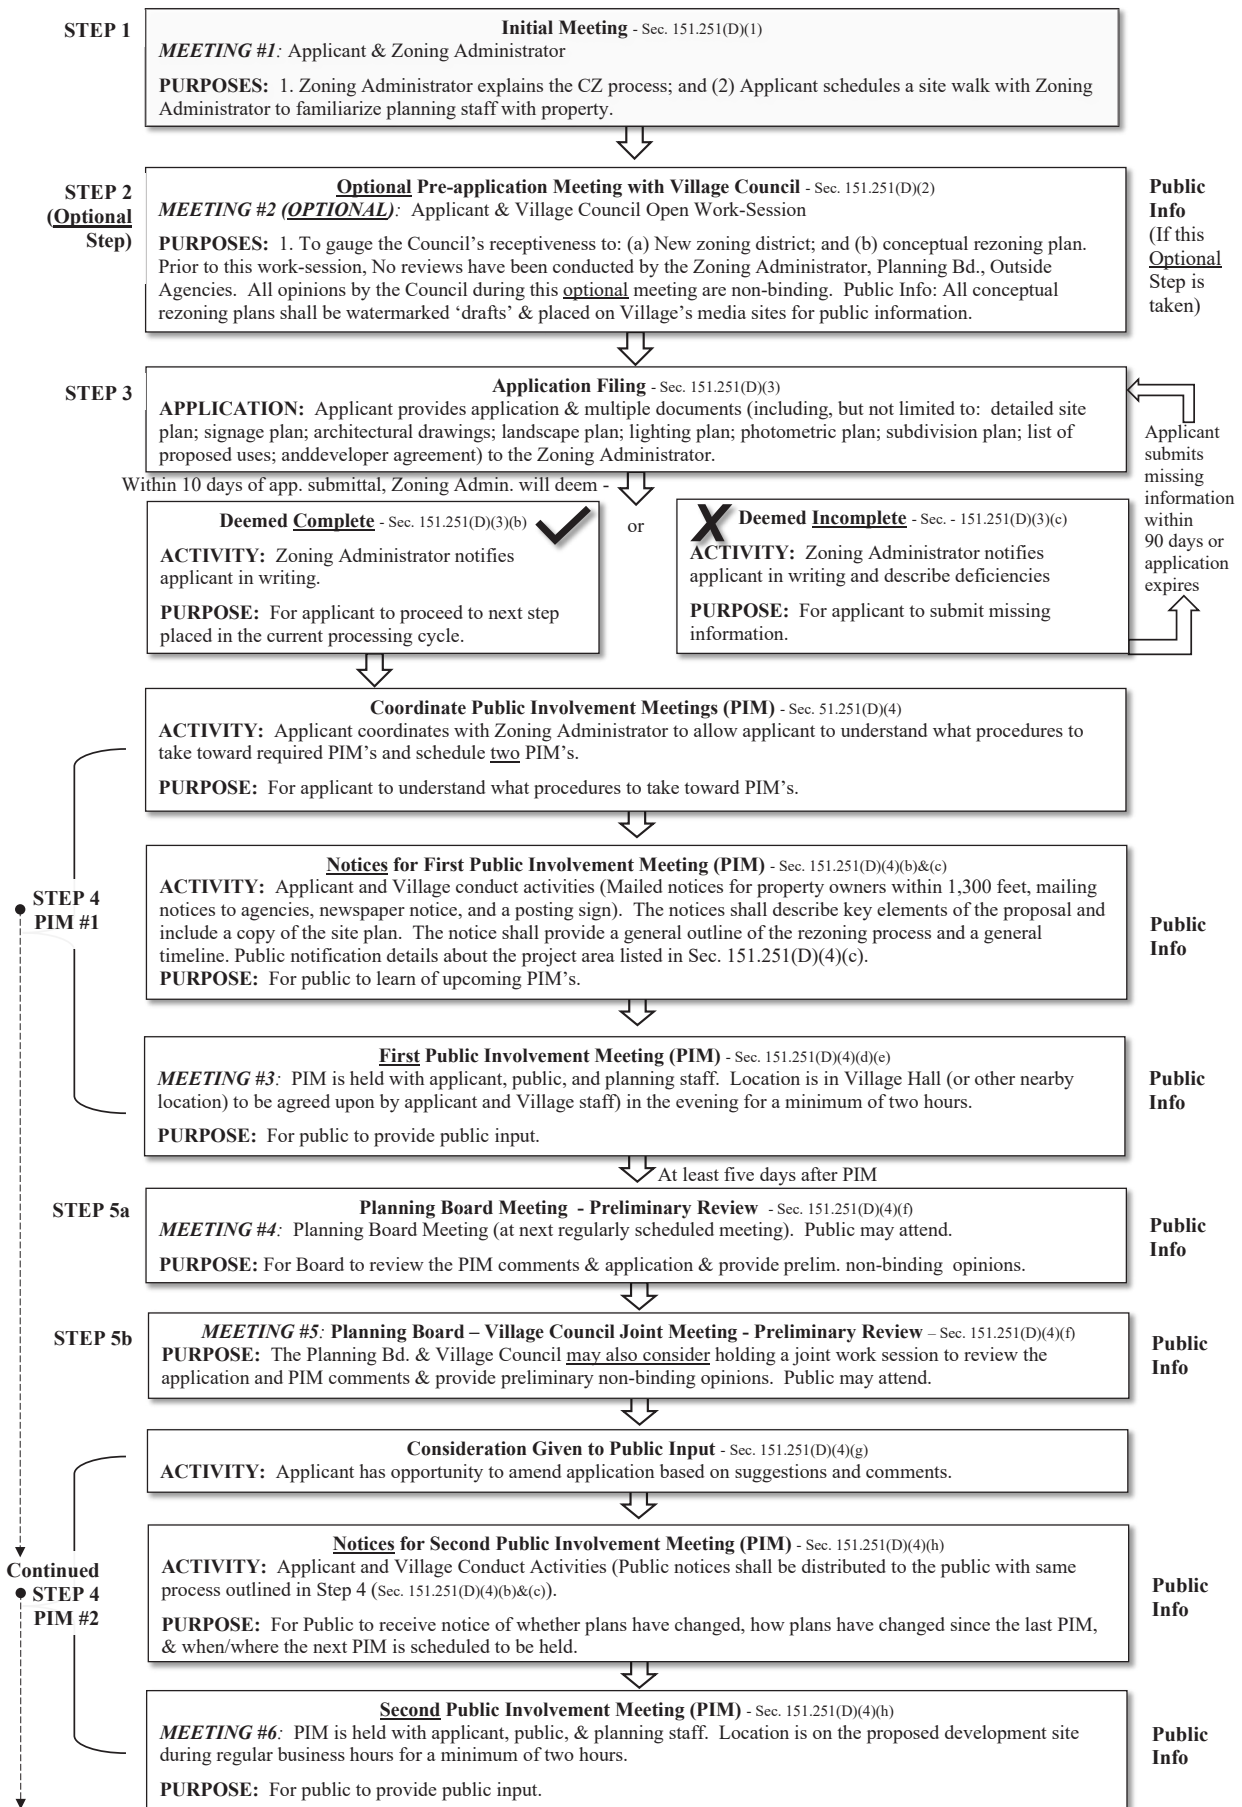 STEP 1
Initial Meeting - Sec. 151.251(D)(1)
MEETING #1: Applicant & Zoning Administrator
PURPOSES: 1. Zoning Administrator explains the CZ process; and (2) Applicant schedules a site walk with Zoning
Administrator to familiarize planning staff with property.
STEP 2
(Optional
Step)
Optional Pre-application Meeting with Village Council - Sec. 151.251(D)(2)
MEETING #2 (OPTIONAL): Applicant & Village Council Open Work-Session
PURPOSES: 1. To gauge the Council's receptiveness to: (a) New zoning district; and (b) conceptual rezoning plan.
Prior to this work-session, No reviews have been conducted by the Zoning Administrator, Planning Bd., Outside
Agencies. All opinions by the Council during this optional meeting are non-binding. Public Info: All conceptual
rezoning plans shall be watermarked 'drafts' & placed on Village's media sites for public information.
Public
Info
(If this
Optional
Step is
taken)
STEP 3
Application Filing - Sec. 151.251(D)(3)
APPLICATION: Applicant provides application & multiple documents (including, but not limited to: detailed site
plan; signage plan; architectural drawings; landscape plan; lighting plan; photometric plan; subdivision plan; list of
proposed uses; anddeveloper agreement) to the Zoning Administrator.
Within 10 days of app. submittal, Zoning Admin. will deem -
Deemed Complete - Sec. 151.251(D)(3)(b)
ACTIVITY: Zoning Administrator notifies
applicant in writing.
PURPOSE: For applicant to proceed to next step
placed in the current processing cycle.
or
X Deemed Incomplete - Sec. - 151.251(D)(3)(c)
ACTIVITY: Zoning Administrator notifies
applicant in writing and describe deficiencies
PURPOSE: For applicant to submit missing
information.
Applicant
submits
missing
information
within
90 days or
application
expires
Coordinate Public Involvement Meetings (PIM) - Sec. 51.251(D)(4)
ACTIVITY: Applicant coordinates with Zoning Administrator to allow applicant to understand what procedures to
take toward required PIM's and schedule two PIM's.
PURPOSE: For applicant to understand what procedures to take toward PIM's.
STEP 4
PIM #1
Notices for First Public Involvement Meeting (PIM) - Sec. 151.251(D)(4)(b)&(c)
ACTIVITY: Applicant and Village conduct activities (Mailed notices for property owners within 1,300 feet, mailing
notices to agencies, newspaper notice, and a posting sign). The notices shall describe key elements of the proposal and
include a copy of the site plan. The notice shall provide a general outline of the rezoning process and a general
timeline. Public notification details about the project area listed in Sec. 151.251(D)(4)(c).
PURPOSE: For public to learn of upcoming PIM's.
Public
Info
First Public Involvement Meeting (PIM) - Sec. 151.251(D)(4)(d)(e)
MEETING #3: PIM is held with applicant, public, and planning staff. Location is in Village Hall (or other nearby
location) to be agreed upon by applicant and Village staff) in the evening for a minimum of two hours.
PURPOSE: For public to provide public input.
Public
Info
At least five days after PIM
STEP 5a
Planning Board Meeting - Preliminary Review - Sec. 151.251(D)(4)(f)
MEETING #4: Planning Board Meeting (at next regularly scheduled meeting). Public may attend.
PURPOSE: For Board to review the PIM comments & application & provide prelim. non-binding opinions.
Public
Info
STEP 5b
MEETING #5: Planning Board – Village Council Joint Meeting - Preliminary Review – Sec. 151.251(D)(4)(f)
PURPOSE: The Planning Bd. & Village Council may also consider holding a joint work session to review the
application and PIM comments & provide preliminary non-binding opinions. Public may attend.
Public
Info
Consideration Given to Public Input - Sec. 151.251(D)(4)(g)
ACTIVITY: Applicant has opportunity to amend application based on suggestions and comments.
Continued
STEP 4
PIM #2
Notices for Second Public Involvement Meeting (PIM) - Sec. 151.251(D)(4)(h)
ACTIVITY: Applicant and Village Conduct Activities (Public notices shall be distributed to the public with same
process outlined in Step 4 (Sec. 151.251(D)(4)(b)&(c)).
PURPOSE: For Public to receive notice of whether plans have changed, how plans have changed since the last PIM,
& when/where the next PIM is scheduled to be held.
Public
Info
Second Public Involvement Meeting (PIM) - Sec. 151.251(D)(4)(h)
MEETING #6: PIM is held with applicant, public, & planning staff. Location is on the proposed development site
during regular business hours for a minimum of two hours.
PURPOSE: For public to provide public input.
Public
Info